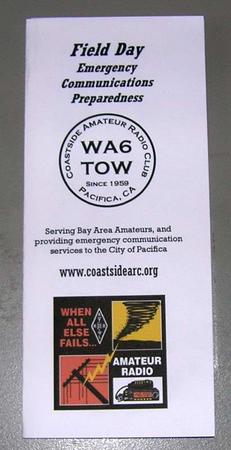 Field Day
Emergency
Communications
Preparedness
COASTSIDE AMATEUR RADIO CLUB
WA6
TOW
SINCE 1959
PACIFICA, CA
Serving Bay Area Amateurs, and
providing emergency communication
services to the City of Pacifica
www.coastsidearc.org
WHEN
ALL
ELSE
FAILS...
AMATEUR
RADIO